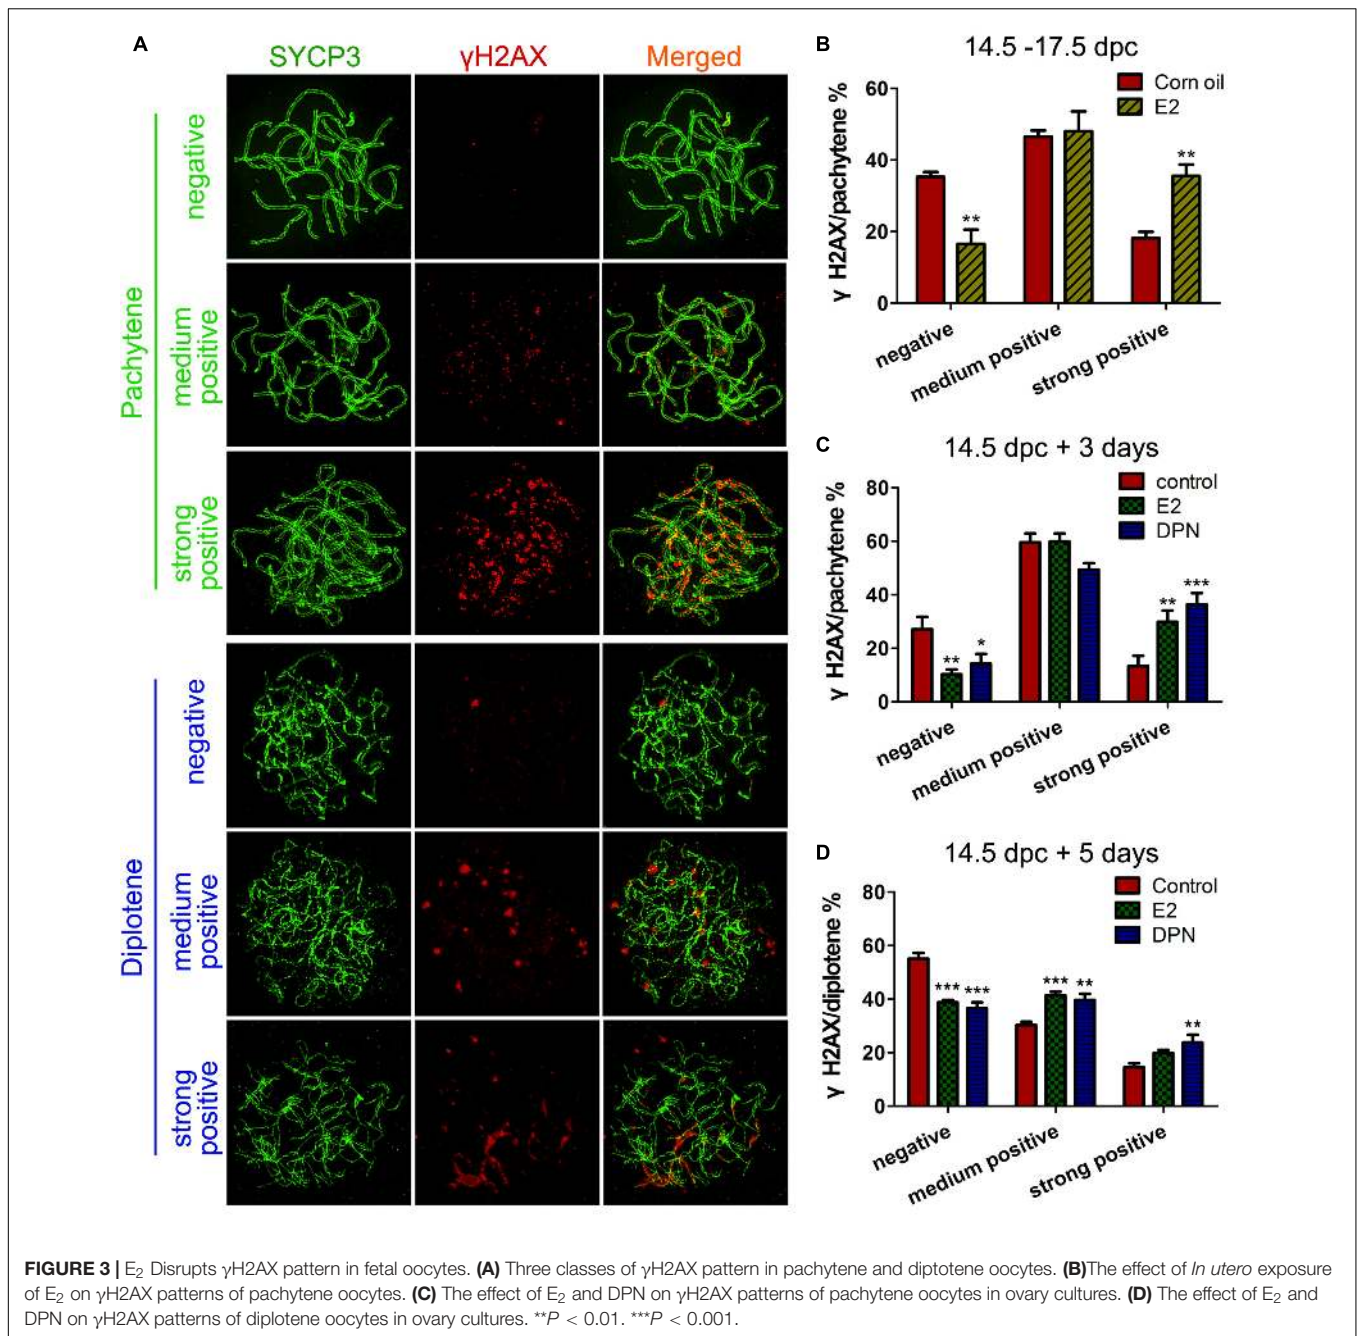 A
SYCP3 γH2AX Merged
Pachytene
negative
medium
positive
strong
positive
Diplotene
negative
medium
positive
strong
positive
B
14.5 -17.5 dpc
γ H2AX/pachytene %
Corn oil
E2
60
40
20
0
**
**
negative
medium positive
strong positive
C
14.5 dpc + 3 days
γ H2AX/pachytene %
control
E2
DPN
80
60
40
20
0
** *
** ***
negative
medium positive
strong positive
D
14.5 dpc + 5 days
γ H2AX/diplotene %
Control
E2
DPN
80
60
40
20
0
*** ***
*** **
**
negative
medium positive
strong positive
FIGURE 3 | E2 Disrupts γH2AX pattern in fetal oocytes. (A) Three classes of γH2AX pattern in pachytene and diptotene oocytes. (B)The effect of In utero exposure
of E2 on γH2AX patterns of pachytene oocytes. (C) The effect of E2 and DPN on γH2AX patterns of pachytene oocytes in ovary cultures. (D) The effect of E2 and
DPN on γH2AX patterns of diplotene oocytes in ovary cultures. **P < 0.01. ***P < 0.001.